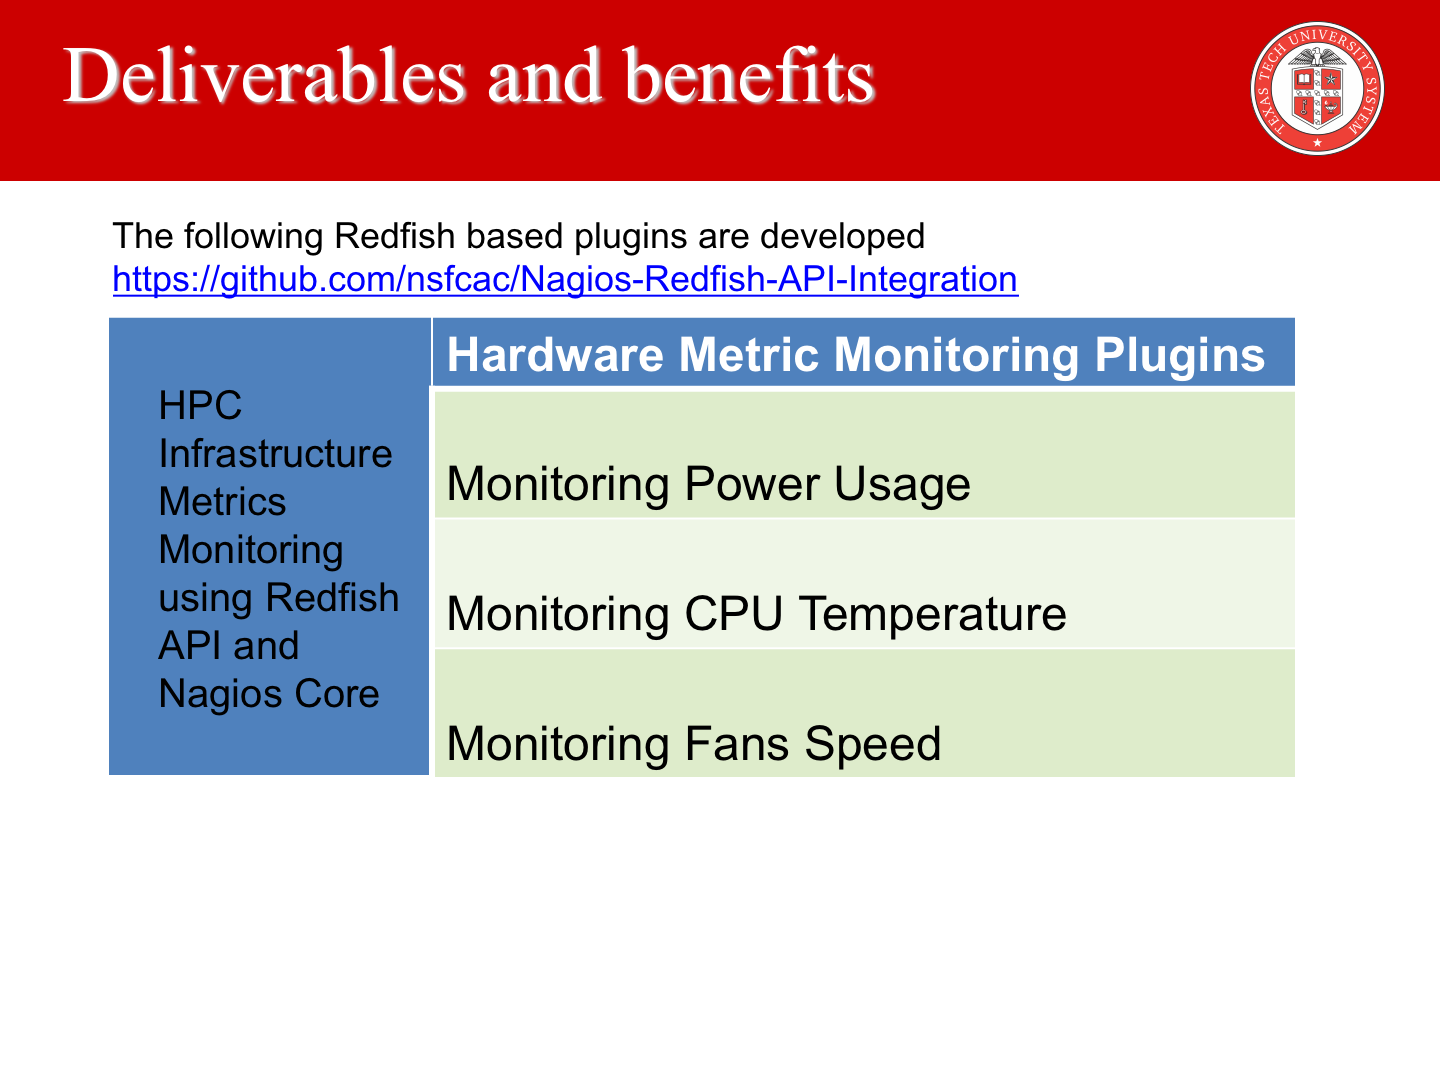 Deliverables and benefits
TEXAS TECH UNIVERSITY SYSTEM
The following Redfish based plugins are developed
https://github.com/nsfcac/Nagios-Redfish-API-Integration
HPC
Infrastructure
Metrics
Monitoring
using Redfish
API and
Nagios Core
Hardware Metric Monitoring Plugins
Monitoring Power Usage
Monitoring CPU Temperature
Monitoring Fans Speed